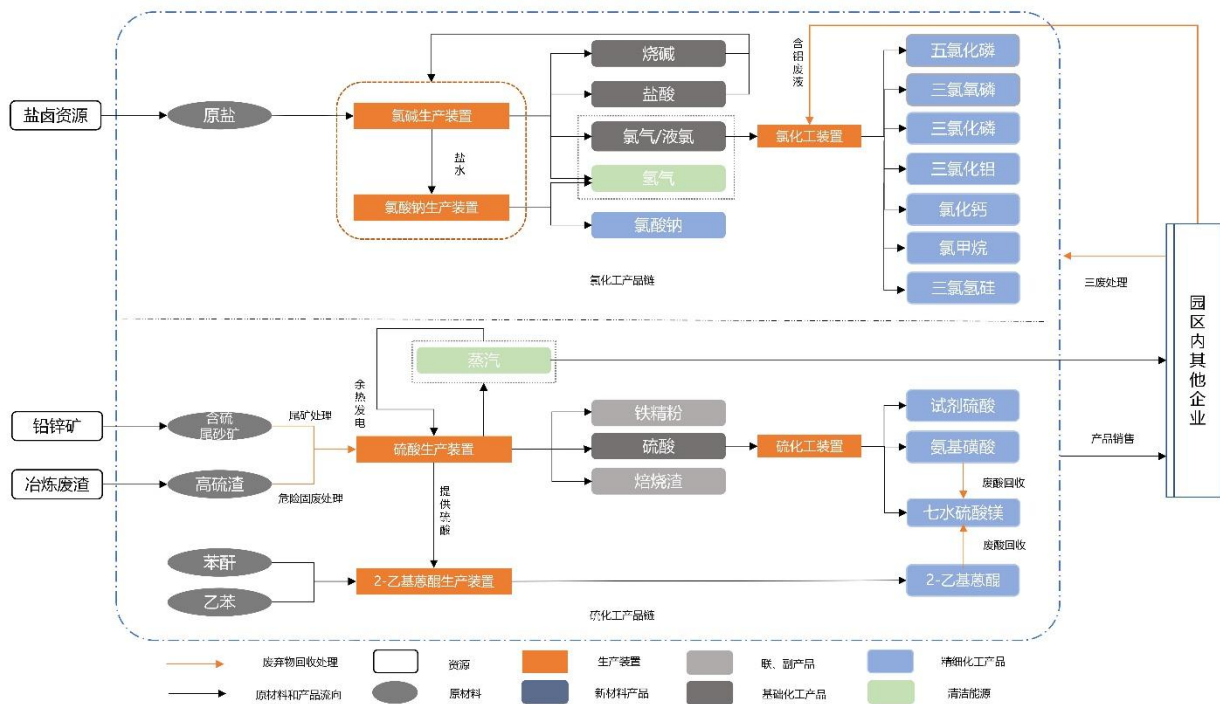 盐卤资源
原盐
氯碱生产装置
盐水
氯酸钠生产装置
烧碱
盐酸
氯气/液氯
氢气
氯酸钠
氯化工装置
含铝废液
五氯化磷
三氯氧磷
三氯化磷
三氯化铝
氯化钙
氯甲烷
三氯氢硅
氯化工产品链
三废处理
园区内其他企业
产品销售
蒸汽
余热发电
铅锌矿
含硫
尾砂矿
尾矿处理
冶炼废渣
高硫渣
危险固废处理
硫酸生产装置
提供硫酸
铁精粉
硫酸
焙烧渣
硫化工装置
试剂硫酸
氨基磺酸
废酸回收
七水硫酸镁
废酸回收
苯酐
乙苯
2-乙基蒽醌生产装置
2-乙基蒽醌
硫化工产品链
废弃物回收处理
资源
生产装置
联、副产品
精细化工产品
原材料和产品流向
原材料
新材料产品
基础化工产品
清洁能源